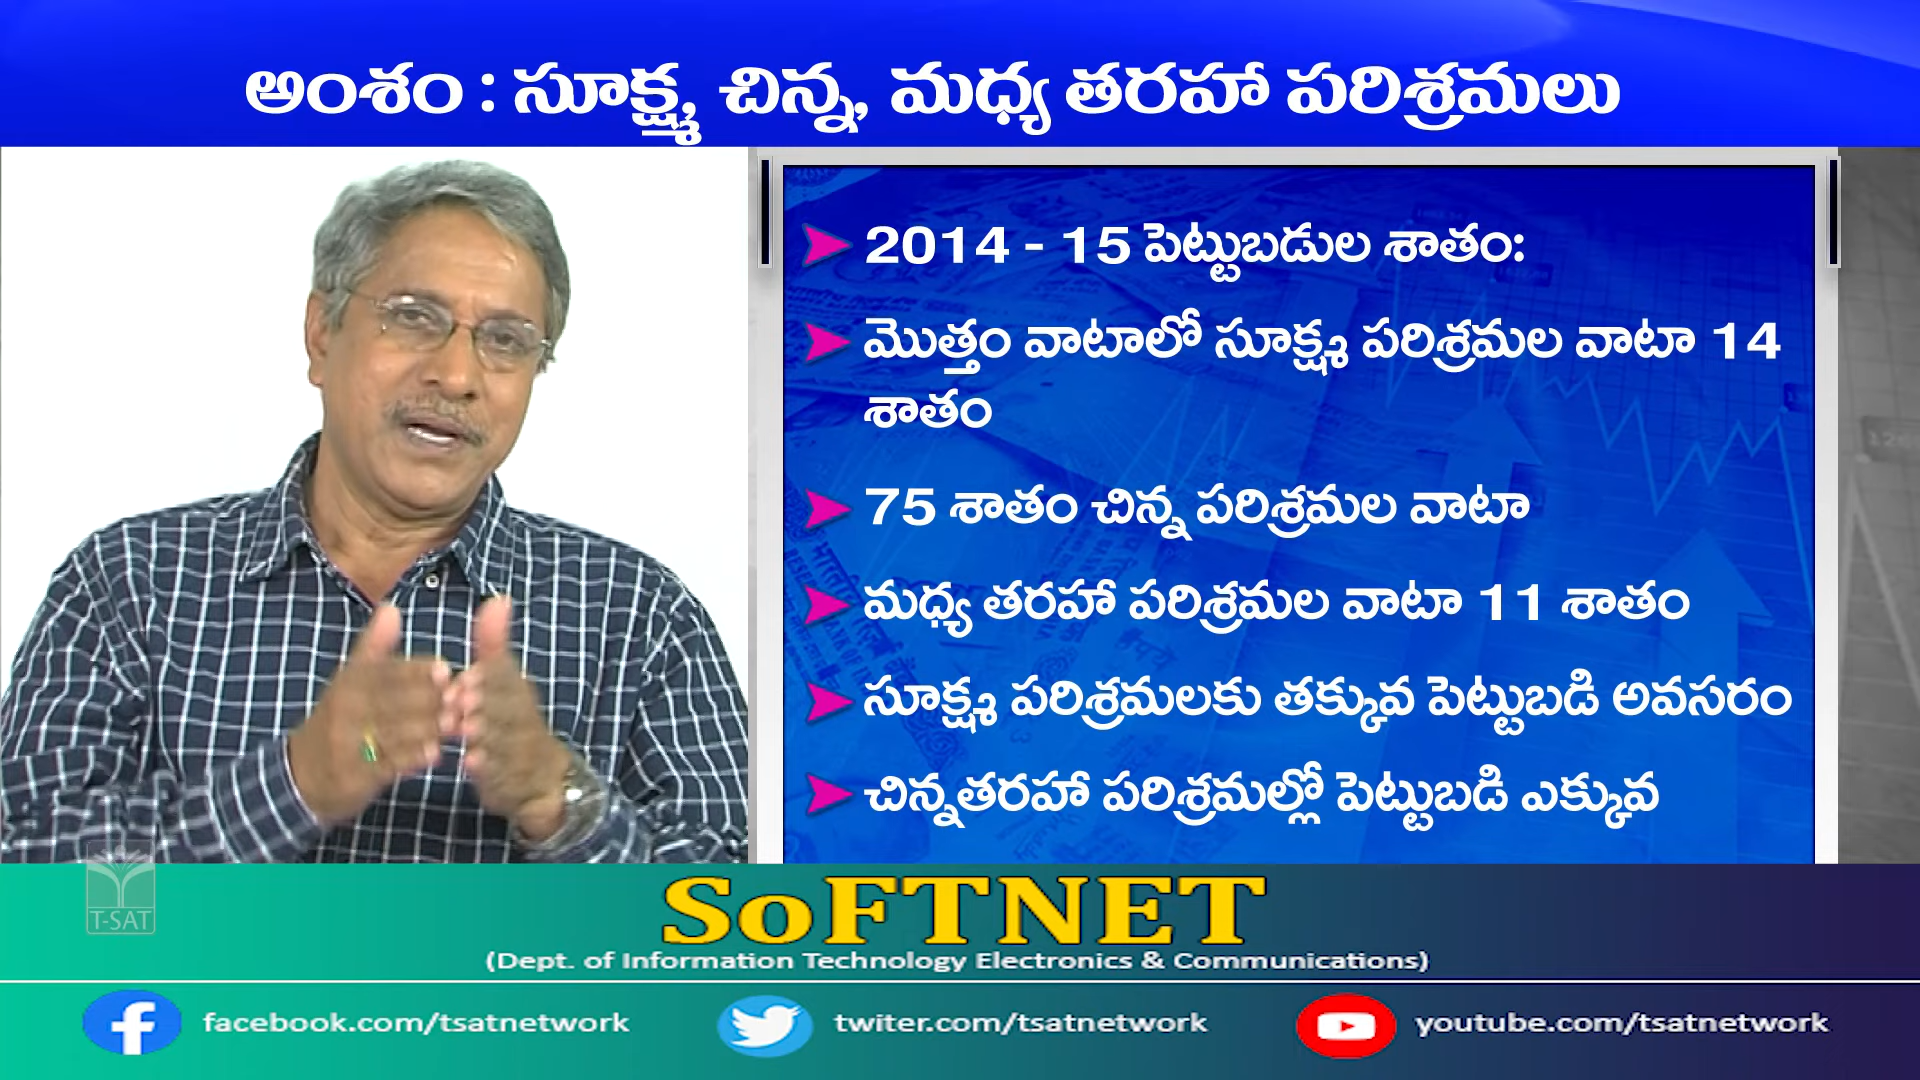 అంశం : సూక్ష్మ, చిన్న, మధ్య తరహా పరిశ్రమలు
2014 - 15 పెట్టుబడుల శాతం:
మొత్తం వాటాలో సూక్ష్మ పరిశ్రమల వాటా 14
శాతం
75 శాతం చిన్న పరిశ్రమల వాటా
మధ్య తరహా పరిశ్రమల వాటా 11 శాతం
సూక్ష్మ పరిశ్రమలకు తక్కువ పెట్టుబడి అవసరం
చిన్నతరహా పరిశ్రమల్లో పెట్టుబడి ఎక్కువ
T-SAT
SoFTNET
(Dept. of Information Technology Electronics & Communications)
facebook.com/tsatnetwork
twiter.com/tsatnetwork
youtube.com/tsatnetwork